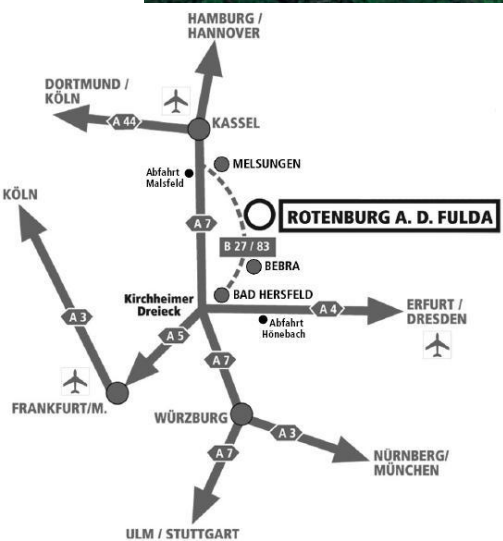 HAMBURG /
HANNOVER
DORTMUND /
KÖLN
A 44
KASSEL
MELSUNGEN
Abfahrt
Malsfeld
KÖLN
ROTENBURG A. D. FULDA
A 7
B 27 / 83
BEBRA
BAD HERSFELD
Kirchheimer
Dreieck
A 4
ERFURT /
DRESDEN
A 3
Abfahrt
Hönebach
A 5
A 7
FRANKFURT/M.
WÜRZBURG
A 3
A 7
NÜRNBERG/
MÜNCHEN
ULM / STUTTGART